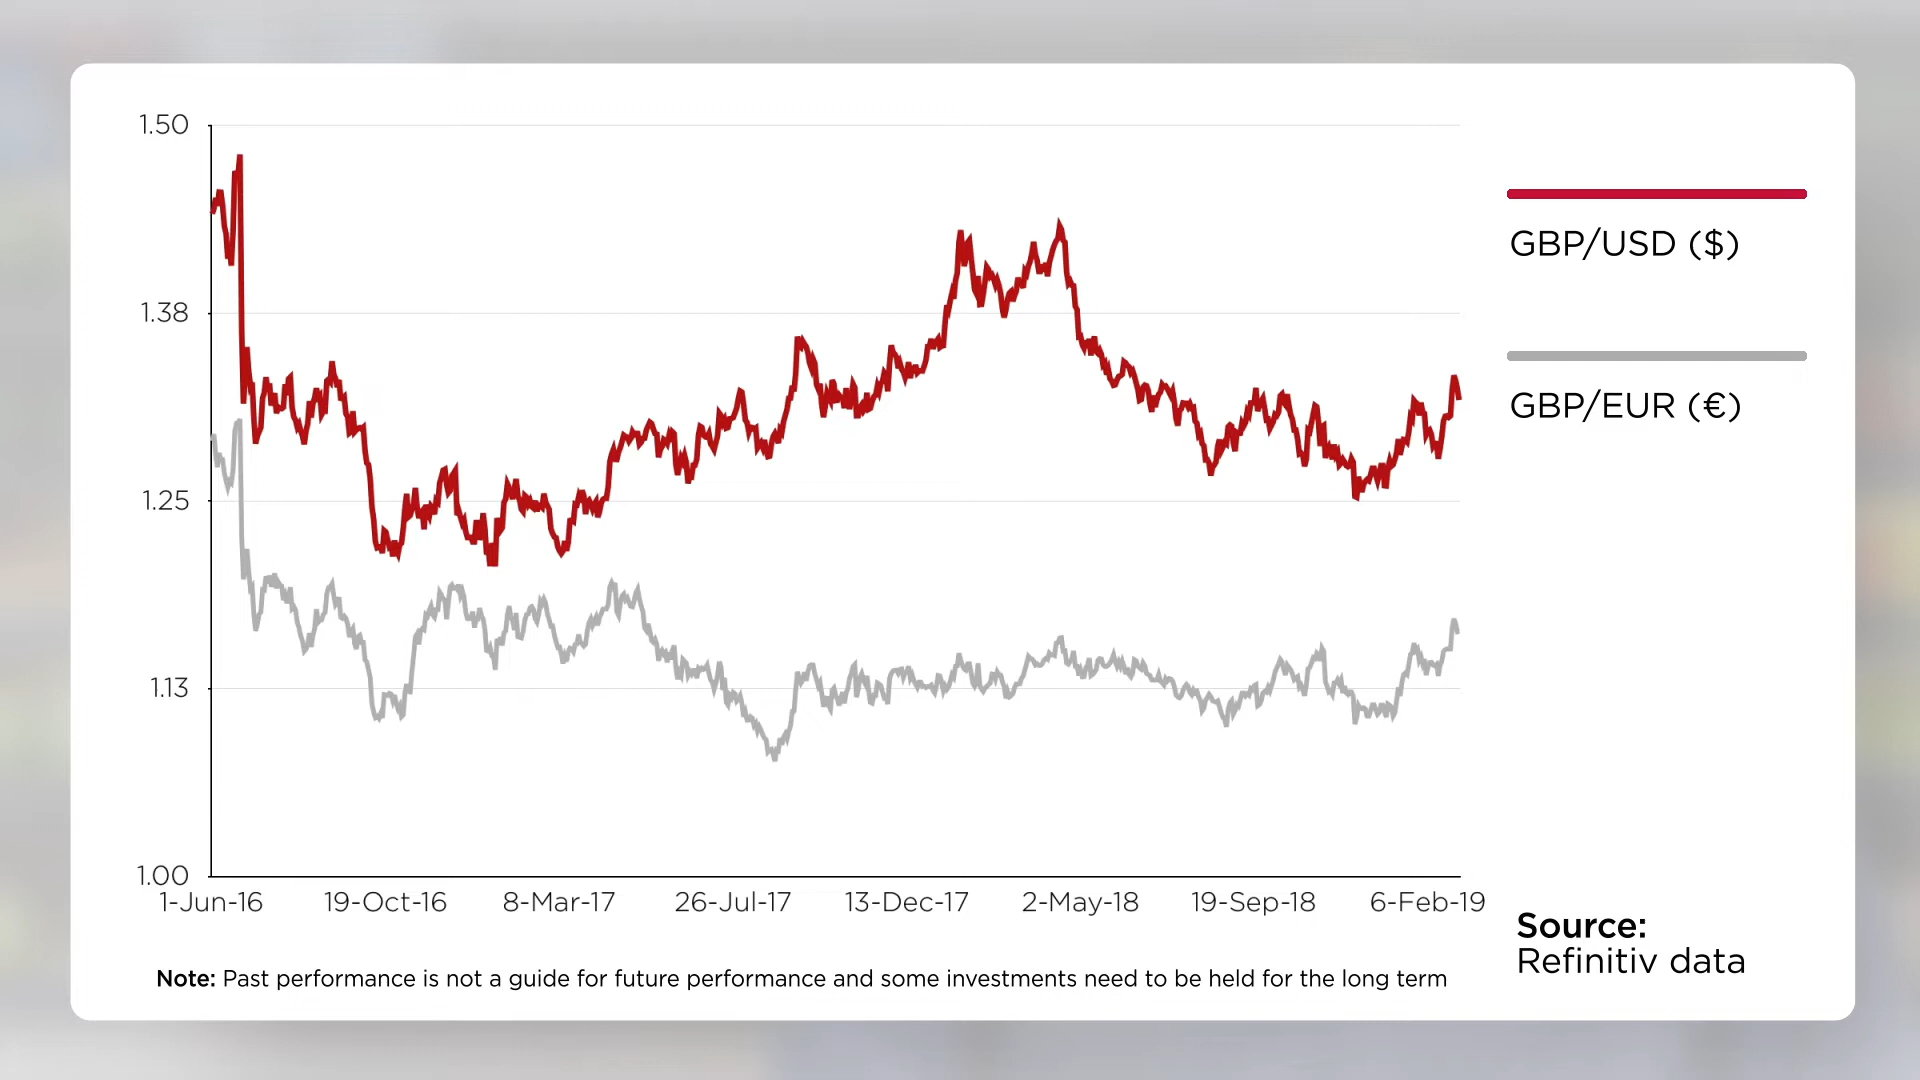 1.50
1.38
1.25
1.13
1.00
1-Jun-16 19-Oct-16 8-Mar-17 26-Jul-17 13-Dec-17 2-May-18 19-Sep-18 6-Feb-19
GBP/USD ($)
GBP/EUR (€)
Source:
Refinitiv data
Note: Past performance is not a guide for future performance and some investments need to be held for the long term